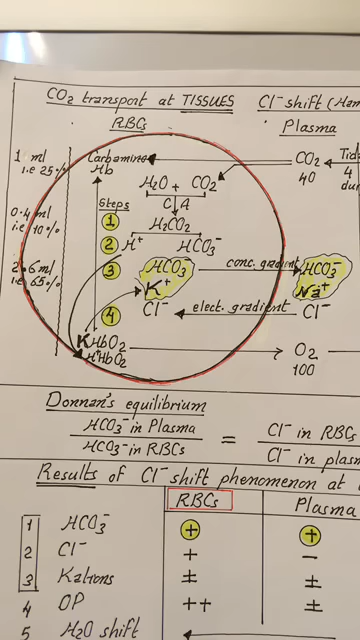 CO2 transport at TISSUES Cl⁻ shift (Ham
RBCs Plasma
1 ml Carbamino CO2 Tid
i.e 25% Hb 40 4
H2O + CO2 dur
Steps C A
0.4 ml 1 H2CO3
i.e 10% 2 H⁺ HCO3⁻
2.6 ml 3 HCO3⁻ conc. gradient HCO3⁻
i.e 65% K⁺ Na⁺
4 Cl⁻ elect. gradient Cl⁻
KHbO2 O2
HHbO2 100
Donnan's equilibrium
HCO3⁻ in Plasma = Cl⁻ in RBC
HCO3⁻ in RBCs Cl⁻ in plasm
Results of Cl⁻ shift phenomenon at
RBCs Plasma
1 HCO3⁻ + +
2 Cl⁻ + −
3 Kations ± ±
4 OP ++ ±
5 H2O shift